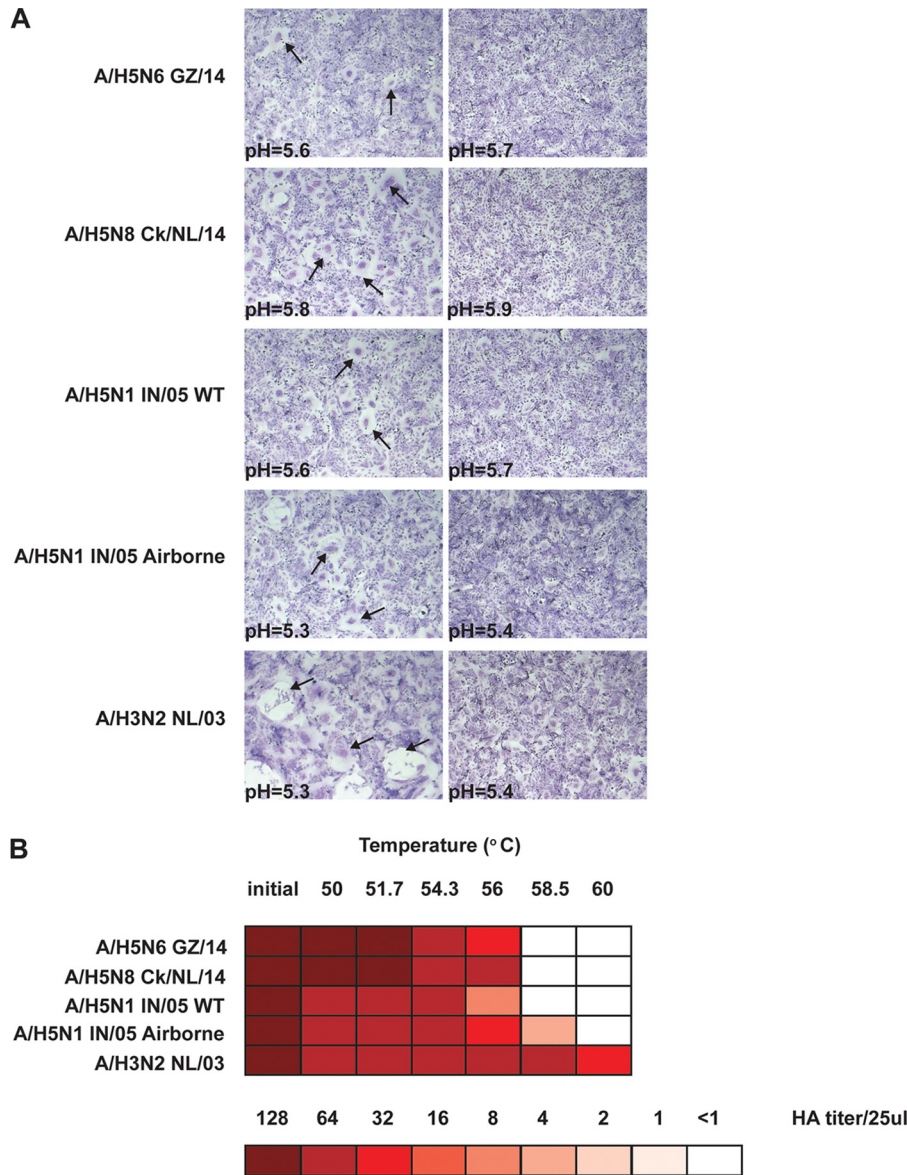 A
A/H5N6 GZ/14
pH=5.6
pH=5.7
A/H5N8 Ck/NL/14
pH=5.8
pH=5.9
A/H5N1 IN/05 WT
pH=5.6
pH=5.7
A/H5N1 IN/05 Airborne
pH=5.3
pH=5.4
A/H3N2 NL/03
pH=5.3
pH=5.4
B
Temperature (°C)
initial 50 51.7 54.3 56 58.5 60
A/H5N6 GZ/14
A/H5N8 Ck/NL/14
A/H5N1 IN/05 WT
A/H5N1 IN/05 Airborne
A/H3N2 NL/03
128 64 32 16 8 4 2 1 <1 HA titer/25ul